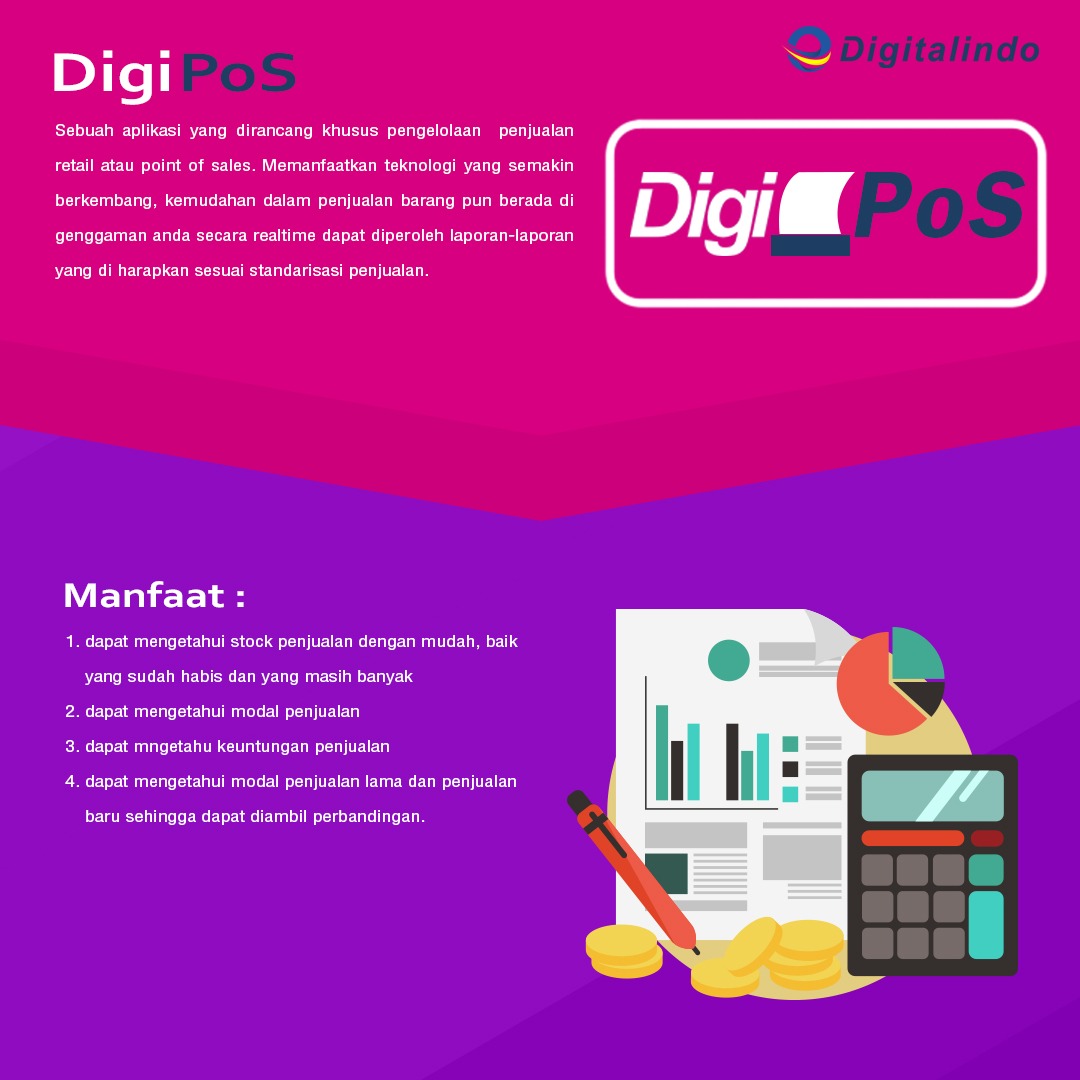 DigiPoS
Digitalindo
Sebuah aplikasi yang dirancang khusus pengelolaan penjualan
retail atau point of sales. Memanfaatkan teknologi yang semakin
berkembang, kemudahan dalam penjualan barang pun berada di
genggaman anda secara realtime dapat diperoleh laporan-laporan
yang di harapkan sesuai standarisasi penjualan.
Digi PoS
Manfaat :
1. dapat mengetahui stock penjualan dengan mudah, baik
yang sudah habis dan yang masih banyak
2. dapat mengetahui modal penjualan
3. dapat mngetahu keuntungan penjualan
4. dapat mengetahui modal penjualan lama dan penjualan
baru sehingga dapat diambil perbandingan.